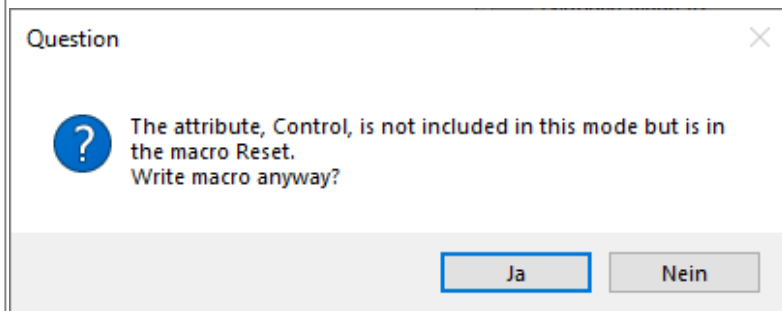 Question
The attribute, Control, is not included in this mode but is in
the macro Reset.
Write macro anyway?
Ja
Nein